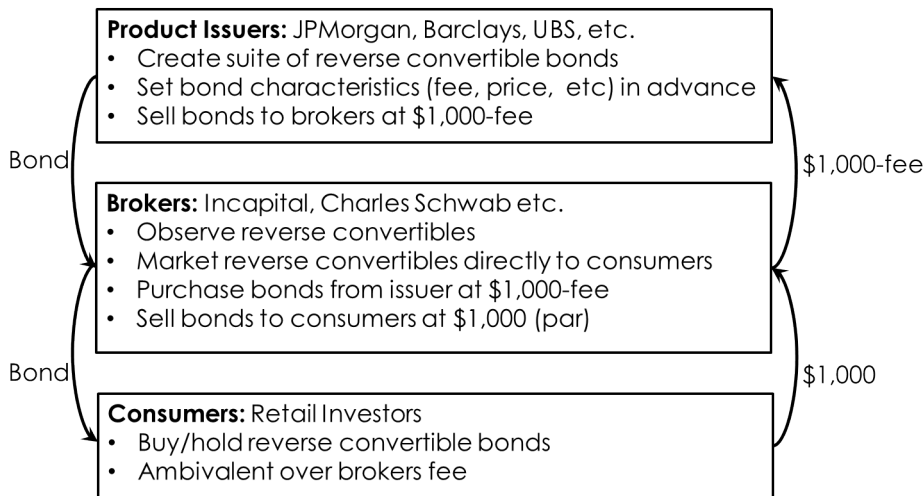 Product Issuers: JPMorgan, Barclays, UBS, etc.
• Create suite of reverse convertible bonds
• Set bond characteristics (fee, price, etc) in advance
• Sell bonds to brokers at $1,000-fee
Bond
$1,000-fee
Brokers: Incapital, Charles Schwab etc.
• Observe reverse convertibles
• Market reverse convertibles directly to consumers
• Purchase bonds from issuer at $1,000-fee
• Sell bonds to consumers at $1,000 (par)
Bond
$1,000
Consumers: Retail Investors
• Buy/hold reverse convertible bonds
• Ambivalent over brokers fee